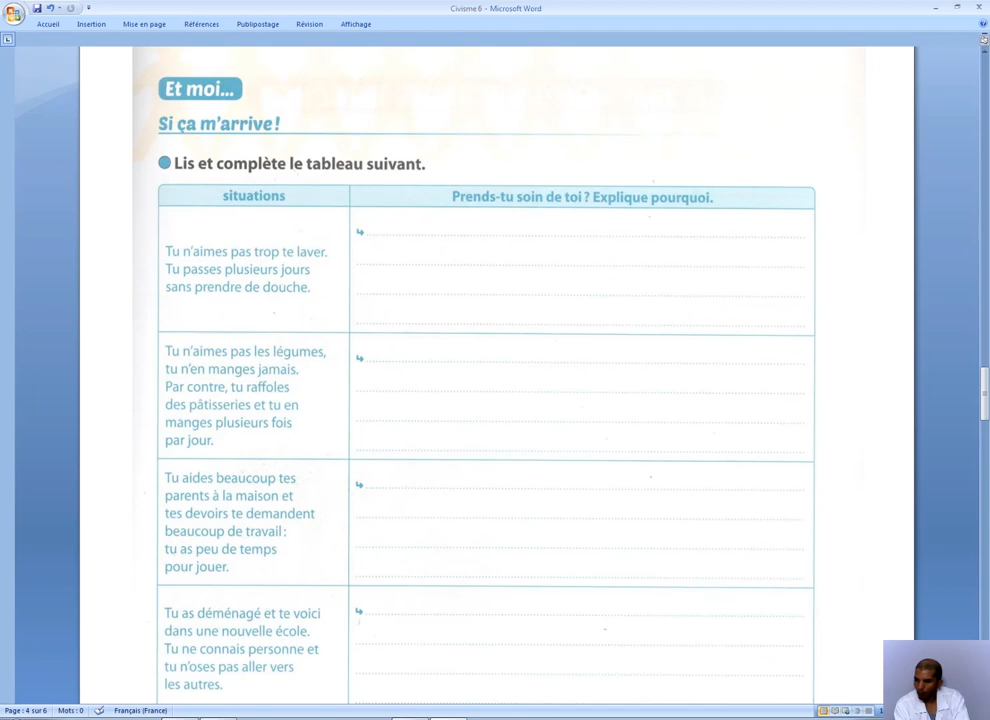 Civisme 6 - Microsoft Word
Accueil Insertion Mise en page Références Publipostage Révision Affichage
Et moi...
Si ça m'arrive !
Lis et complète le tableau suivant.
situations
Prends-tu soin de toi ? Explique pourquoi.
Tu n'aimes pas trop te laver.
Tu passes plusieurs jours
sans prendre de douche.
Tu n'aimes pas les légumes,
tu n'en manges jamais.
Par contre, tu raffoles
des pâtisseries et tu en
manges plusieurs fois
par jour.
Tu aides beaucoup tes
parents à la maison et
tes devoirs te demandent
beaucoup de travail :
tu as peu de temps
pour jouer.
Tu as déménagé et te voici
dans une nouvelle école.
Tu ne connais personne et
tu n'oses pas aller vers
les autres.
Page : 4 sur 6 Mots : 0 Français (France)